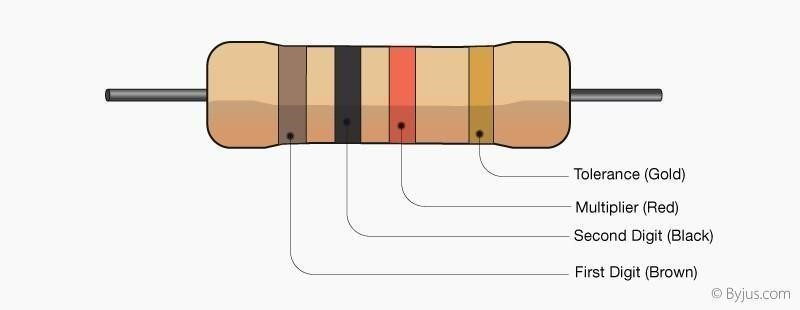 Tolerance (Gold)
Multiplier (Red)
Second Digit (Black)
First Digit (Brown)
© Byjus.com